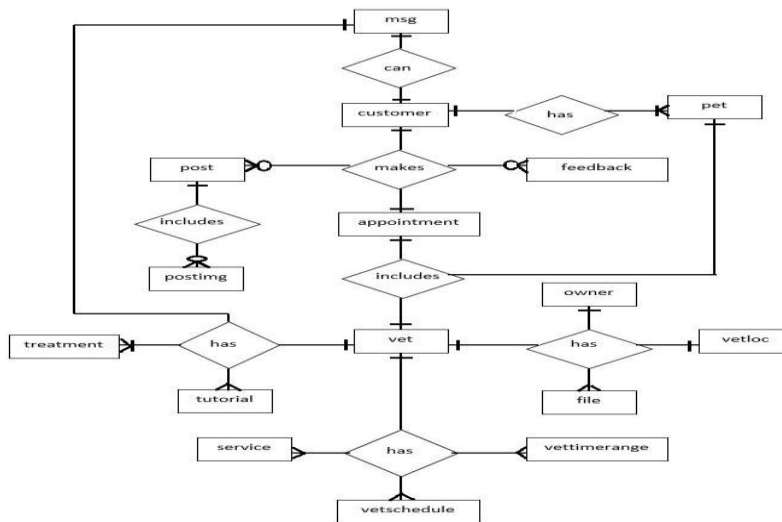 msg
can
customer
has
pet
post
makes
feedback
includes
appointment
postimg
includes
owner
treatment
has
vet
has
vetloc
tutorial
file
service
has
vettimerange
vetschedule